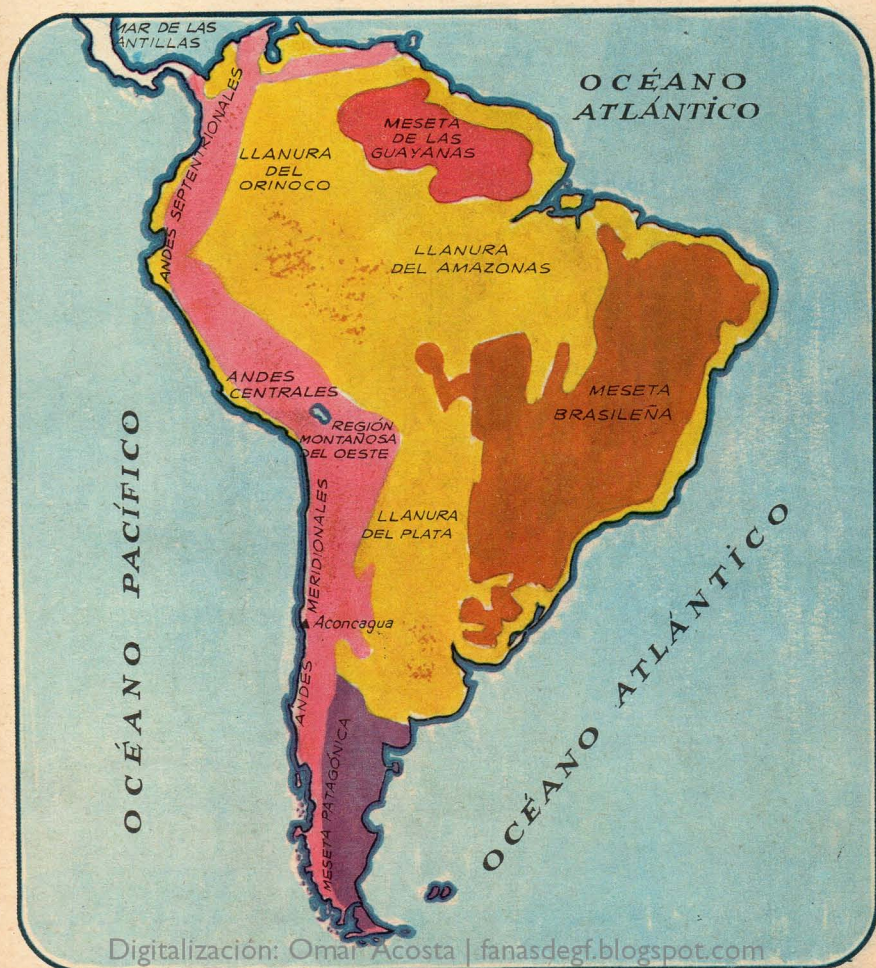 MAR DE LAS
ANTILLAS
OCÉANO
ATLÁNTICO
MESETA
DE LAS
GUAYANAS
ANDES SEPTENTRIONALES
LLANURA
DEL
ORINOCO
LLANURA
DEL AMAZONAS
ANDES
CENTRALES
MESETA
BRASILEÑA
REGIÓN
MONTAÑOSA
DEL OESTE
OCÉANO PACÍFICO
LLANURA
DEL PLATA
ANDES MERIDIONALES
Aconcagua
OCÉANO ATLÁNTICO
MESETA PATAGÓNICA
Digitalización: Omar Acosta | fanasdegf.blogspot.com